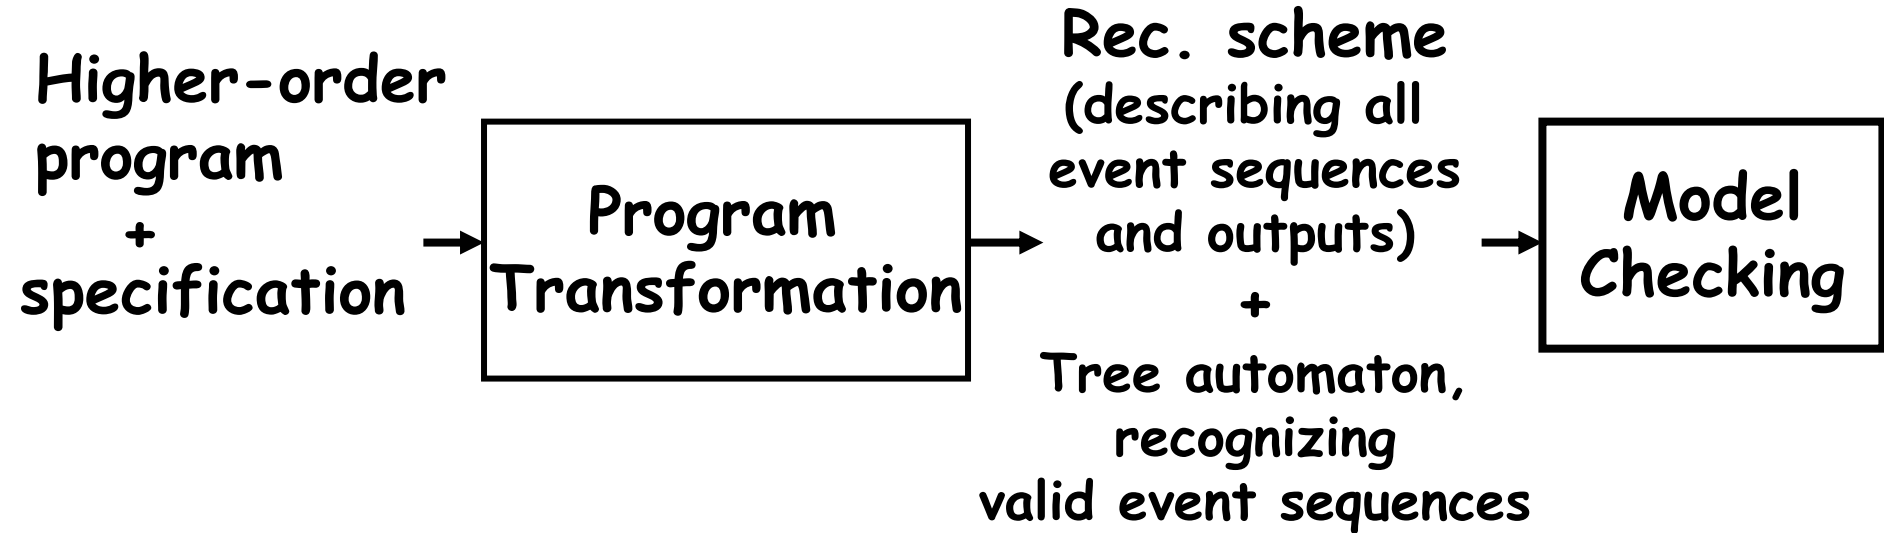 Higher-order
program
+
specification
Program
Transformation
Rec. scheme
(describing all
event sequences
and outputs)
+
Tree automaton,
recognizing
valid event sequences
Model
Checking